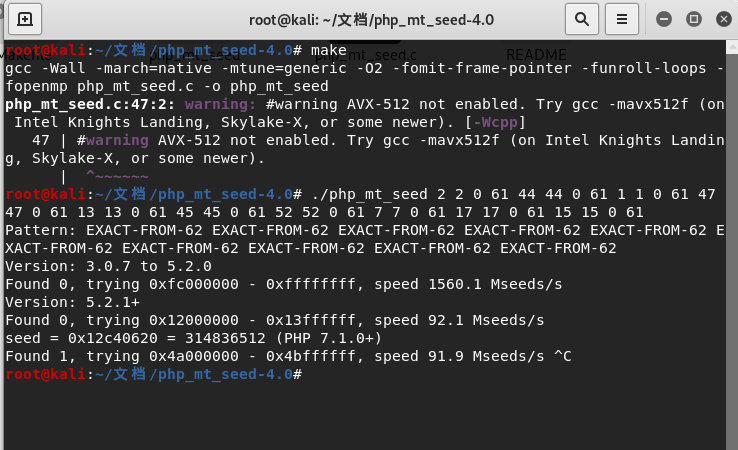 root@kali: ~/文档/php_mt_seed-4.0
root@kali:~/文档/php_mt_seed-4.0# make
gcc -Wall -march=native -mtune=generic -O2 -fomit-frame-pointer -funroll-loops -
fopenmp php_mt_seed.c -o php_mt_seed
php_mt_seed.c:47:2: warning: #warning AVX-512 not enabled. Try gcc -mavx512f (on
 Intel Knights Landing, Skylake-X, or some newer). [-Wcpp]
   47 | #warning AVX-512 not enabled. Try gcc -mavx512f (on Intel Knights Landin
g, Skylake-X, or some newer).
      |  ^~~~~~~
root@kali:~/文档/php_mt_seed-4.0# ./php_mt_seed 2 2 0 61 44 44 0 61 1 1 0 61 47
47 0 61 13 13 0 61 45 45 0 61 52 52 0 61 7 7 0 61 17 17 0 61 15 15 0 61
Pattern: EXACT-FROM-62 EXACT-FROM-62 EXACT-FROM-62 EXACT-FROM-62 EXACT-FROM-62 E
XACT-FROM-62 EXACT-FROM-62 EXACT-FROM-62 EXACT-FROM-62 EXACT-FROM-62
Version: 3.0.7 to 5.2.0
Found 0, trying 0xfc000000 - 0xffffffff, speed 1560.1 Mseeds/s
Version: 5.2.1+
Found 0, trying 0x12000000 - 0x13ffffff, speed 92.1 Mseeds/s
seed = 0x12c40620 = 314836512 (PHP 7.1.0+)
Found 1, trying 0x4a000000 - 0x4bffffff, speed 91.9 Mseeds/s ^C
root@kali:~/文档/php_mt_seed-4.0#
README